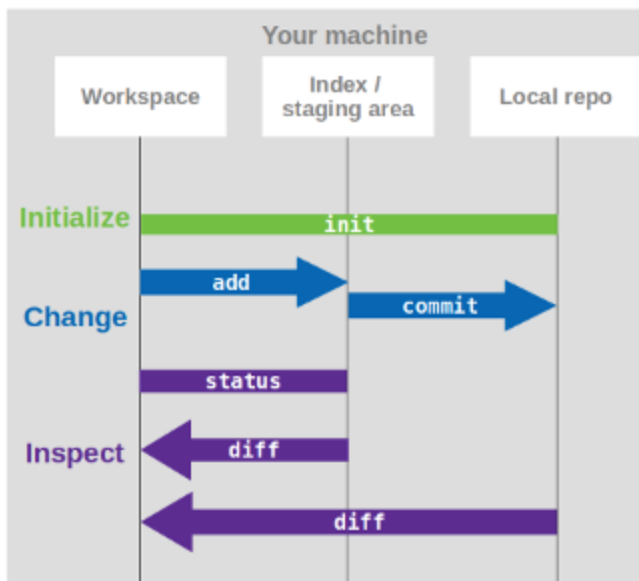 Your machine
Workspace
Index /
staging area
Local repo
Initialize
init
add
Change
commit
status
Inspect
diff
diff